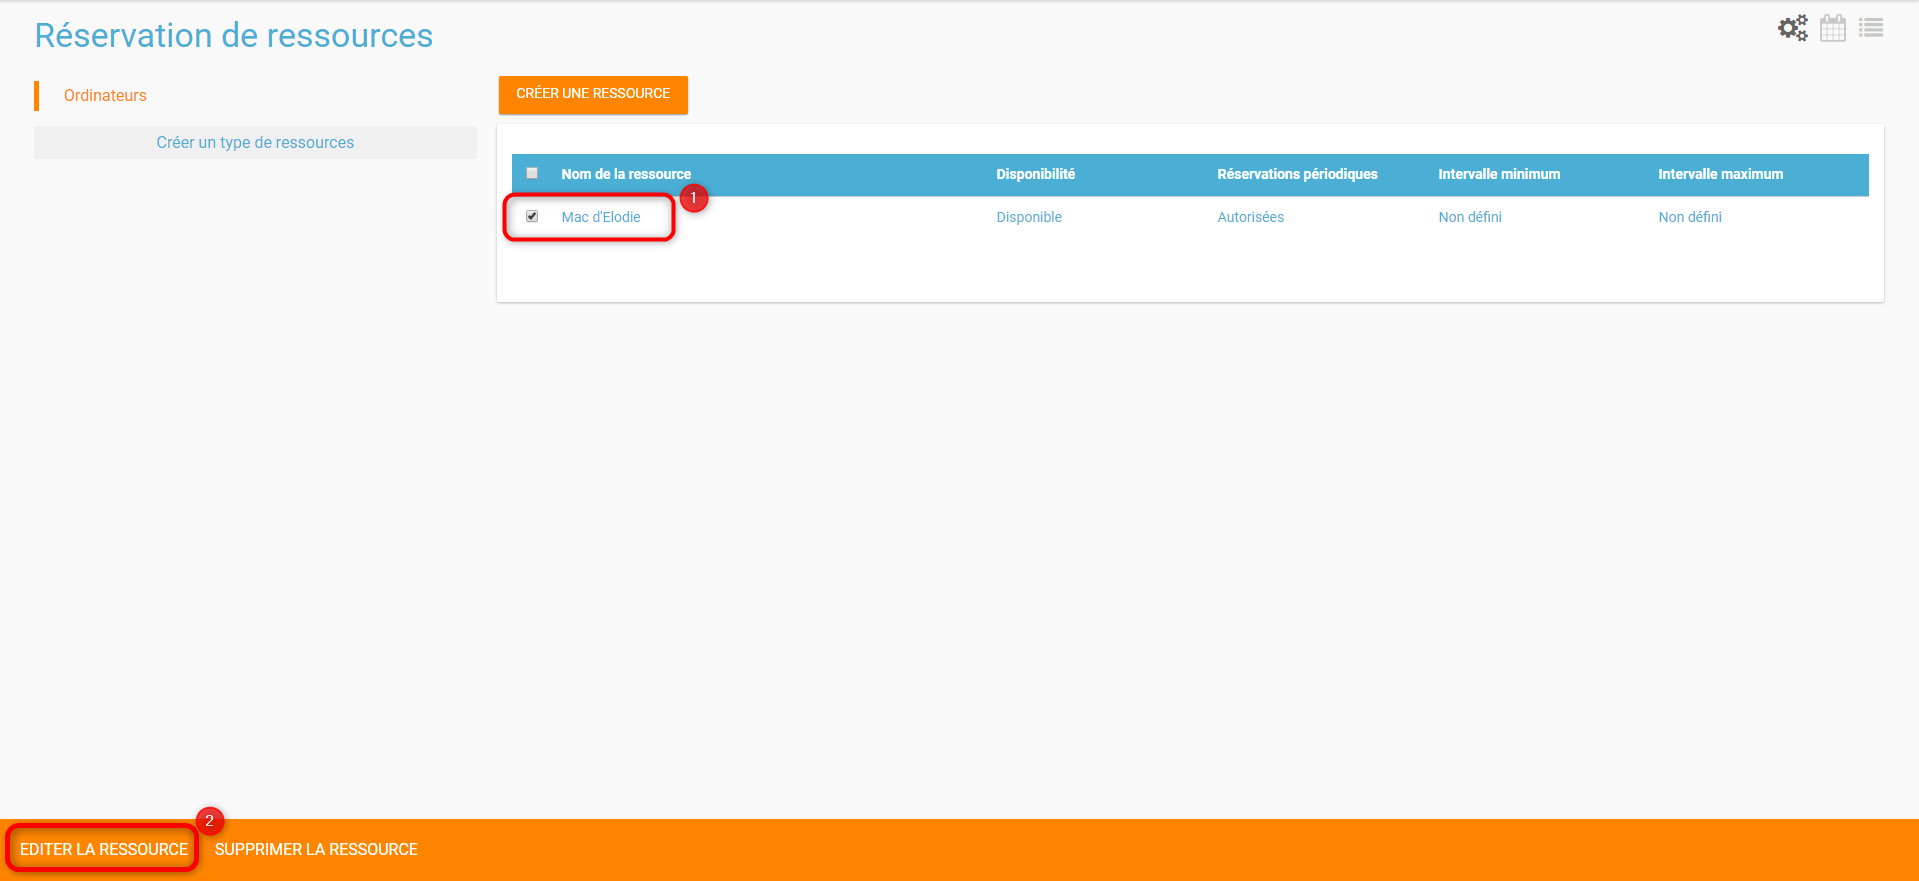 Réservation de ressources
Ordinateurs
Créer un type de ressources
CRÉER UNE RESSOURCE
Nom de la ressource Disponibilité Réservations périodiques Intervalle minimum Intervalle maximum
1
Mac d'Elodie Disponible Autorisées Non défini Non défini
2
EDITER LA RESSOURCE SUPPRIMER LA RESSOURCE